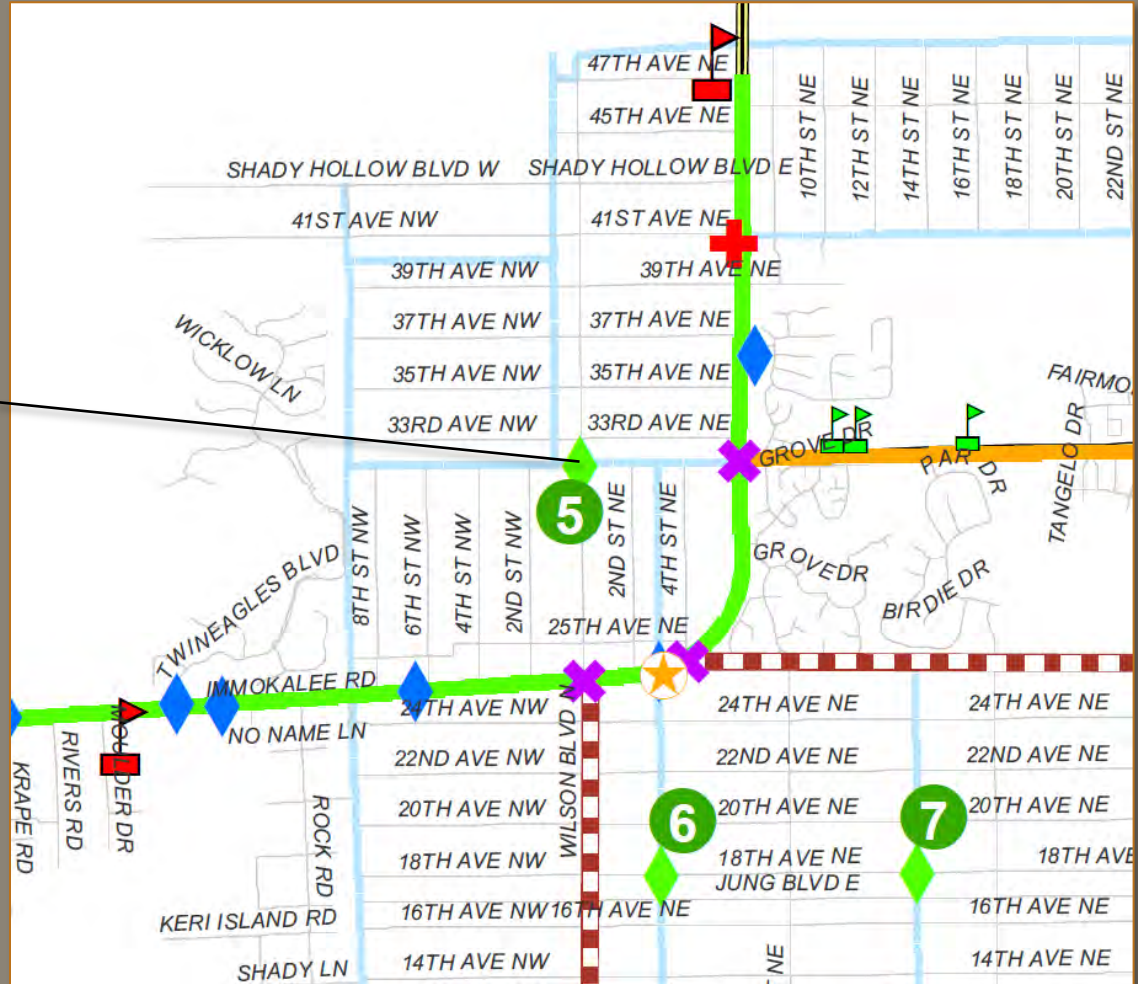 47TH AVE NE
45TH AVE NE
SHADY HOLLOW BLVD W
SHADY HOLLOW BLVD E
10TH ST NE
12TH ST NE
14TH ST NE
16TH ST NE
18TH ST NE
20TH ST NE
22ND ST NE
41ST AVE NW
41ST AVE NE
39TH AVE NW
39TH AVE NE
WICKLOW LN
37TH AVE NW
37TH AVE NE
35TH AVE NW
35TH AVE NE
FAIRMO
33RD AVE NW
33RD AVE NE
GROVE DR
PAR DR
TANGELO DR
5
8TH ST NW
6TH ST NW
4TH ST NW
2ND ST NW
2ND ST NE
4TH ST NE
GROVE DR
BIRDIE DR
TWINEAGLES BLVD
25TH AVE NE
IMMOKALEE RD
24TH AVE NW
24TH AVE NE
24TH AVE NE
NO NAME LN
MOULDER DR
RIVERS RD
KRAPE RD
WILSON BLVD N
22ND AVE NW
22ND AVE NE
22ND AVE NE
ROCK RD
20TH AVE NW
6
20TH AVE NE
7
20TH AVE NE
18TH AVE NW
18TH AVE NE
18TH AVE
JUNG BLVD E
KERI ISLAND RD
16TH AVE NW
16TH AVE NE
16TH AVE NE
SHADY LN
14TH AVE NW
NE
14TH AVE NE